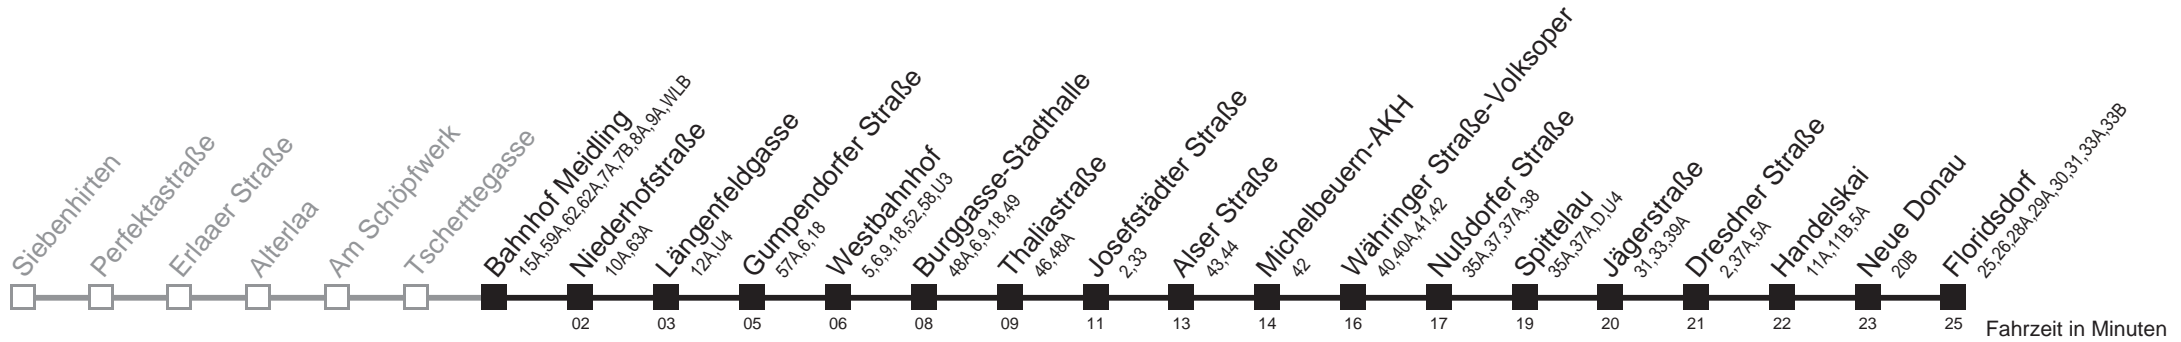 Siebenhirten
Perfektastraße
Erlaaer Straße
Alterlaa
Am Schöpfwerk
Tscherttegasse
Bahnhof Meidling
15A,59A,62,62A,7A,7B,8A,9A,WLB
Niederhofstraße
10A,63A
Längenfeldgasse
12A,U4
Gumpendorfer Straße
57A,6,18
Westbahnhof
5,6,9,18,52,58,U3
Burggasse-Stadthalle
48A,6,9,18,49
Thaliastraße
46,48A
Josefstädter Straße
2,33
Alser Straße
43,44
Michelbeuern-AKH
42
Währinger Straße-Volksoper
40,40A,41,42
Nußdorfer Straße
35A,37,37A,38
Spittelau
35A,37A,D,U4
Jägerstraße
31,33,39A
Dresdner Straße
2,37A,5A
Handelskai
11A,11B,5A
Neue Donau
20B
Floridsdorf
25,26,28A,29A,30,31,33A,33B
02 03 05 06 08 09 11 13 14 16 17 19 20 21 22 23 25
Fahrzeit in Minuten